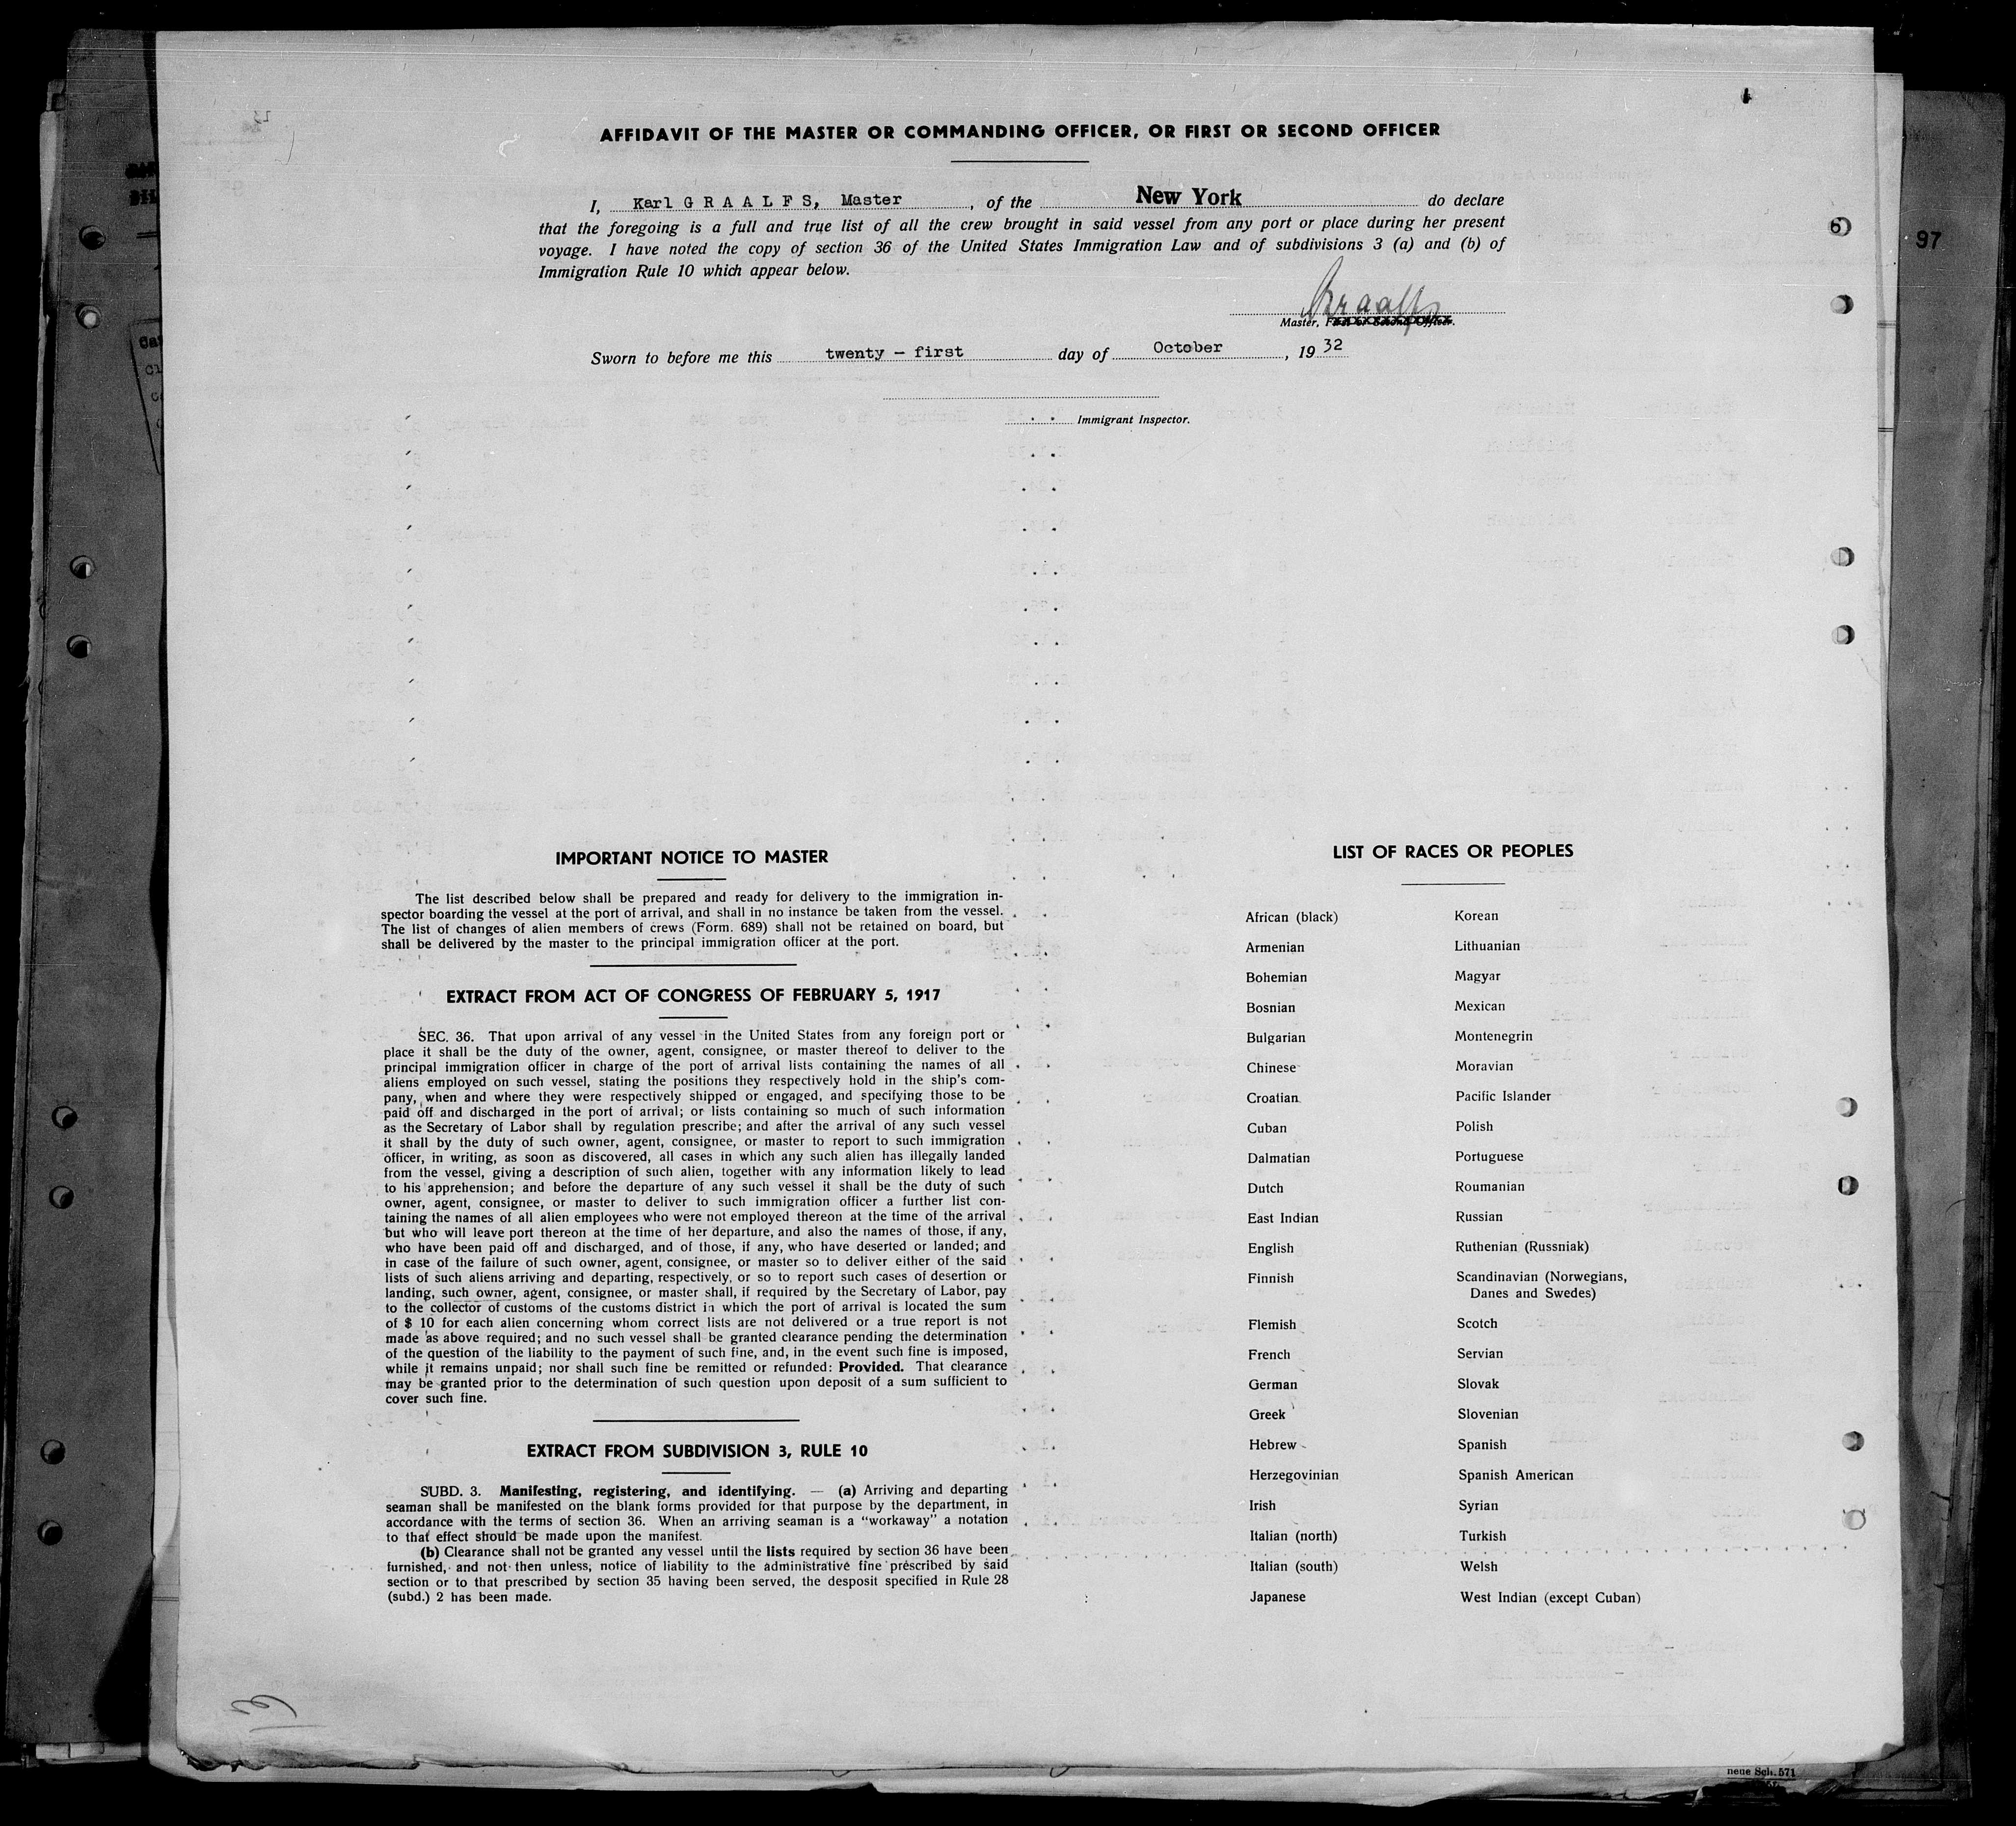 AFFIDAVIT OF THE MASTER OR COMMANDING OFFICER, OR FIRST OR SECOND OFFICER
I, Karl G R A A L F S, Master, of the New York do declare
that the foregoing is a full and true list of all the crew brought in said vessel from any port or place during her present
voyage. I have noted the copy of section 36 of the United States Immigration Law and of subdivisions 3 (a) and (b) of
Immigration Rule 10 which appear below.
Graalfs
Master, First or Second Officer.
Sworn to before me this twenty - first day of October, 19 32
Immigrant Inspector.
97
IMPORTANT NOTICE TO MASTER
The list described below shall be prepared and ready for delivery to the immigration in-
spector boarding the vessel at the port of arrival, and shall in no instance be taken from the vessel.
The list of changes of alien members of crews (Form. 689) shall not be retained on board, but
shall be delivered by the master to the principal immigration officer at the port.
EXTRACT FROM ACT OF CONGRESS OF FEBRUARY 5, 1917
SEC. 36. That upon arrival of any vessel in the United States from any foreign port or
place it shall be the duty of the owner, agent, consignee, or master thereof to deliver to the
principal immigration officer in charge of the port of arrival lists containing the names of all
aliens employed on such vessel, stating the positions they respectively hold in the ship's com-
pany, when and where they were respectively shipped or engaged, and specifying those to be
paid off and discharged in the port of arrival; or lists containing so much of such information
as the Secretary of Labor shall by regulation prescribe; and after the arrival of any such vessel
it shall by the duty of such owner, agent, consignee, or master to report to such immigration
officer, in writing, as soon as discovered, all cases in which any such alien has illegally landed
from the vessel, giving a description of such alien, together with any information likely to lead
to his apprehension; and before the departure of any such vessel it shall be the duty of such
owner, agent, consignee, or master to deliver to such immigration officer a further list con-
taining the names of all alien employees who were not employed thereon at the time of the arrival
but who will leave port thereon at the time of her departure, and also the names of those, if any,
who have been paid off and discharged, and of those, if any, who have deserted or landed; and
in case of the failure of such owner, agent, consignee, or master so to deliver either of the said
lists of such aliens arriving and departing, respectively, or so to report such cases of desertion or
landing, such owner, agent, consignee, or master shall, if required by the Secretary of Labor, pay
to the collector of customs of the customs district in which the port of arrival is located the sum
of $ 10 for each alien concerning whom correct lists are not delivered or a true report is not
made as above required; and no such vessel shall be granted clearance pending the determination
of the question of the liability to the payment of such fine, and, in the event such fine is imposed,
while it remains unpaid; nor shall such fine be remitted or refunded: Provided. That clearance
may be granted prior to the determination of such question upon deposit of a sum sufficient to
cover such fine.
EXTRACT FROM SUBDIVISION 3, RULE 10
SUBD. 3. Manifesting, registering, and identifying. — (a) Arriving and departing
seaman shall be manifested on the blank forms provided for that purpose by the department, in
accordance with the terms of section 36. When an arriving seaman is a “workaway” a notation
to that effect should be made upon the manifest.
(b) Clearance shall not be granted any vessel until the lists required by section 36 have been
furnished, and not then unless, notice of liability to the administrative fine prescribed by said
section or to that prescribed by section 35 having been served, the desposit specified in Rule 28
(subd.) 2 has been made.
LIST OF RACES OR PEOPLES
African (black)
Armenian
Bohemian
Bosnian
Bulgarian
Chinese
Croatian
Cuban
Dalmatian
Dutch
East Indian
English
Finnish
Flemish
French
German
Greek
Hebrew
Herzegovinian
Irish
Italian (north)
Italian (south)
Japanese
Korean
Lithuanian
Magyar
Mexican
Montenegrin
Moravian
Pacific Islander
Polish
Portuguese
Roumanian
Russian
Ruthenian (Russniak)
Scandinavian (Norwegians,
Danes and Swedes)
Scotch
Servian
Slovak
Slovenian
Spanish
Spanish American
Syrian
Turkish
Welsh
West Indian (except Cuban)
neue Sch. 571